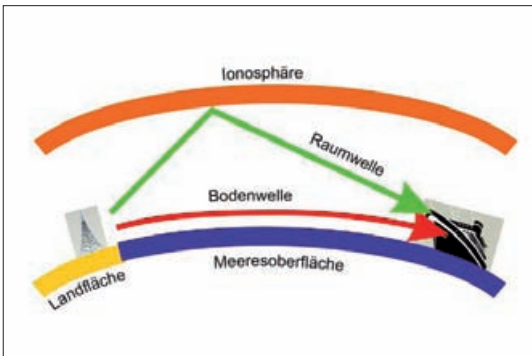 Ionosphäre
Raumwelle
Bodenwelle
Meeresoberfläche
Landfläche